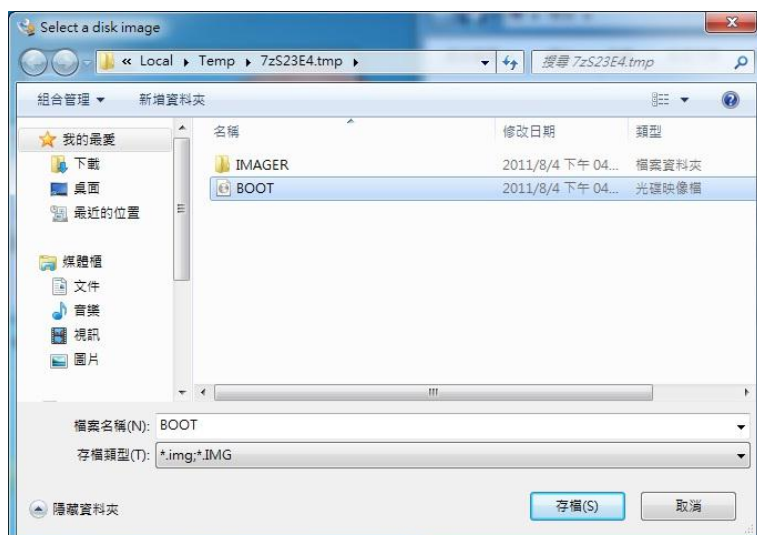 Select a disk image
« Local ▸ Temp ▸ 7zS23E4.tmp ▸
搜尋 7zS23E4.tmp
組合管理 ▼ 新增資料夾
我的最愛
下載
桌面
最近的位置
媒體櫃
文件
音樂
視訊
圖片
名稱 修改日期 類型
IMAGER 2011/8/4 下午 04... 檔案資料夾
BOOT 2011/8/4 下午 04... 光碟映像檔
檔案名稱(N): BOOT
存檔類型(T): *.img;*.IMG
隱藏資料夾
存檔(S) 取消